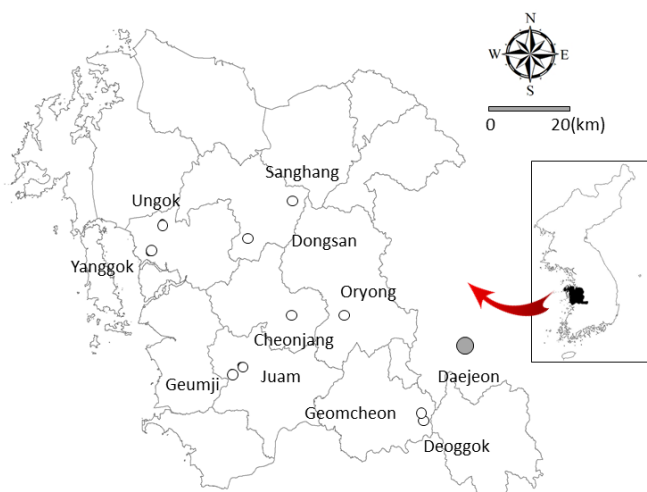 N
W E
S
0 20(km)
Sanghang
Ungok
Dongsan
Yanggok
Oryong
Cheonjang
Geumji Juam Daejeon
Geomcheon
Deoggok